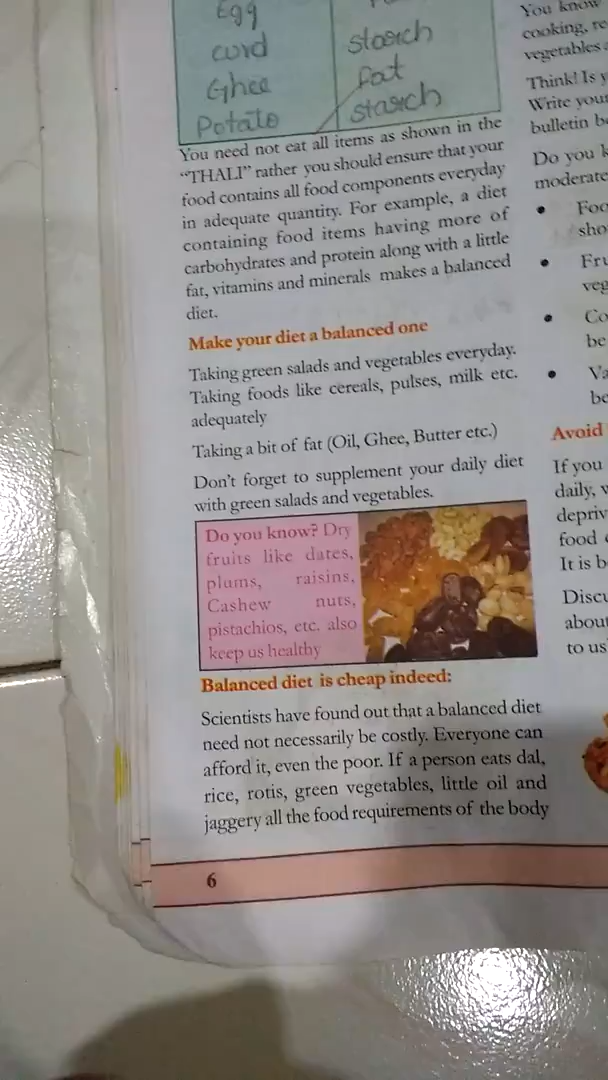 Egg
curd
starch
Ghee
fat
Potato
starch
You need not eat all items as shown in the
“THALI” rather you should ensure that your
food contains all food components everyday
in adequate quantity. For example, a diet
containing food items having more of
carbohydrates and protein along with a little
fat, vitamins and minerals makes a balanced
diet.
Make your diet a balanced one
Taking green salads and vegetables everyday.
Taking foods like cereals, pulses, milk etc.
adequately
Taking a bit of fat (Oil, Ghee, Butter etc.)
Don’t forget to supplement your daily diet
with green salads and vegetables.
Do you know? Dry
fruits like dates,
plums, raisins,
Cashew nuts,
pistachios, etc. also
keep us healthy
Balanced diet is cheap indeed:
Scientists have found out that a balanced diet
need not necessarily be costly. Everyone can
afford it, even the poor. If a person eats dal,
rice, rotis, green vegetables, little oil and
jaggery all the food requirements of the body
6
You know
cooking, re
vegetables
Think! Is y
Write your
bulletin b
Do you k
moderate
• Foo
sho
• Fru
veg
• Co
be
• Va
be
Avoid
If you
daily, v
depriv
food
It is b
Discu
about
to us